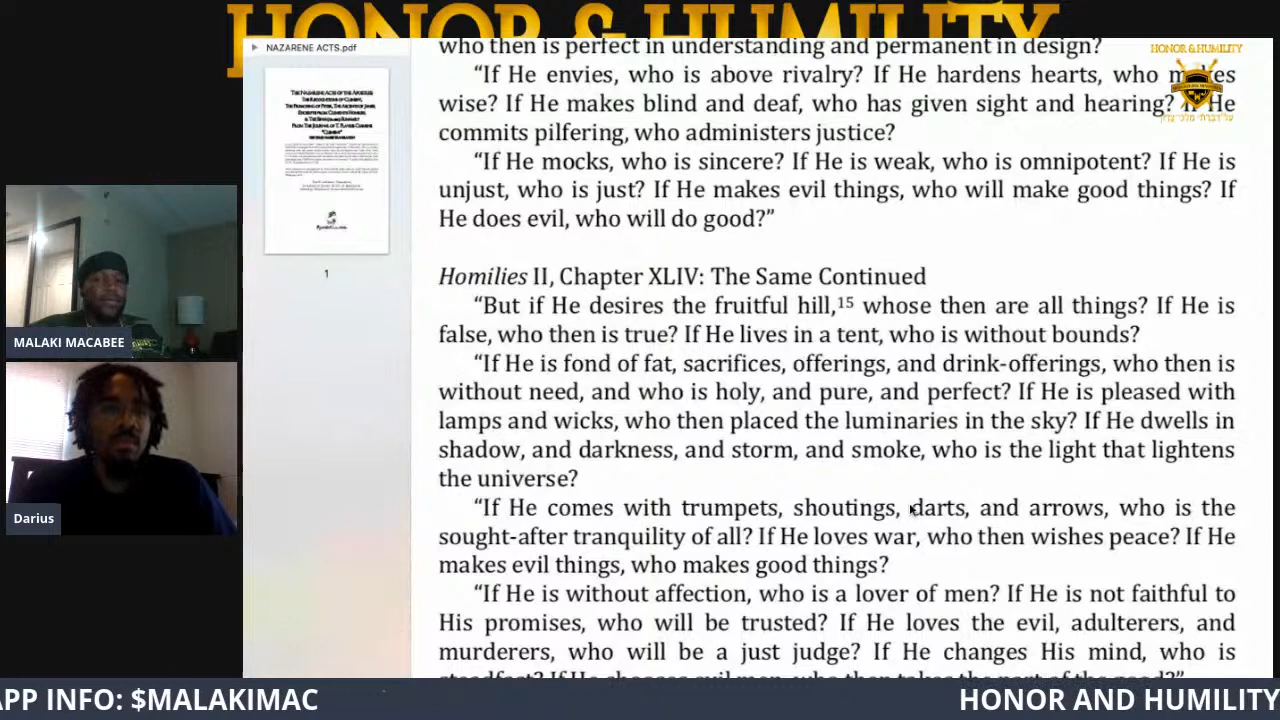 HONOR & HUMILITY
NAZARENE ACTS.pdf
1
who then is perfect in understanding and permanent in design?
“If He envies, who is above rivalry? If He hardens hearts, who makes
wise? If He makes blind and deaf, who has given sight and hearing? If He
commits pilfering, who administers justice?
“If He mocks, who is sincere? If He is weak, who is omnipotent? If He is
unjust, who is just? If He makes evil things, who will make good things? If
He does evil, who will do good?”
Homilies II, Chapter XLIV: The Same Continued
“But if He desires the fruitful hill,¹⁵ whose then are all things? If He is
false, who then is true? If He lives in a tent, who is without bounds?
“If He is fond of fat, sacrifices, offerings, and drink-offerings, who then is
without need, and who is holy, and pure, and perfect? If He is pleased with
lamps and wicks, who then placed the luminaries in the sky? If He dwells in
shadow, and darkness, and storm, and smoke, who is the light that lightens
the universe?
“If He comes with trumpets, shoutings, darts, and arrows, who is the
sought-after tranquility of all? If He loves war, who then wishes peace? If He
makes evil things, who makes good things?
“If He is without affection, who is a lover of men? If He is not faithful to
His promises, who will be trusted? If He loves the evil, adulterers, and
murderers, who will be a just judge? If He changes His mind, who is
steadfast? If He chooses evil men, who then takes the part of the good?”
HONOR & HUMILITY
MALAKI MACABEE
Darius
APP INFO: $MALAKIMAC
HONOR AND HUMILITY